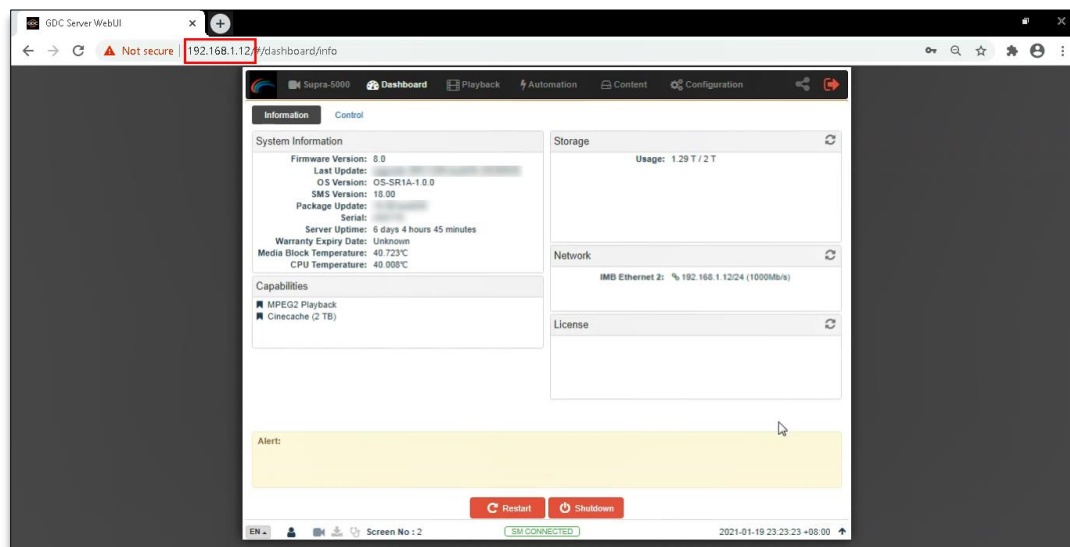 GDC Server WebUI
Not secure | 192.168.1.12/#/dashboard/info
Supra-5000 Dashboard Playback Automation Content Configuration
Information Control
System Information
Firmware Version: 8.0
Last Update:
OS Version: OS-SR1A-1.0.0
SMS Version: 18.00
Package Update:
Serial:
Server Uptime: 6 days 4 hours 45 minutes
Warranty Expiry Date: Unknown
Media Block Temperature: 40.723°C
CPU Temperature: 40.008°C
Capabilities
MPEG2 Playback
Cinecache (2 TB)
Storage
Usage: 1.29 T / 2 T
Network
IMB Ethernet 2: 192.168.1.12/24 (1000Mb/s)
License
Alert:
Restart Shutdown
EN Screen No : 2 SM CONNECTED 2021-01-19 23:23:23 +08:00